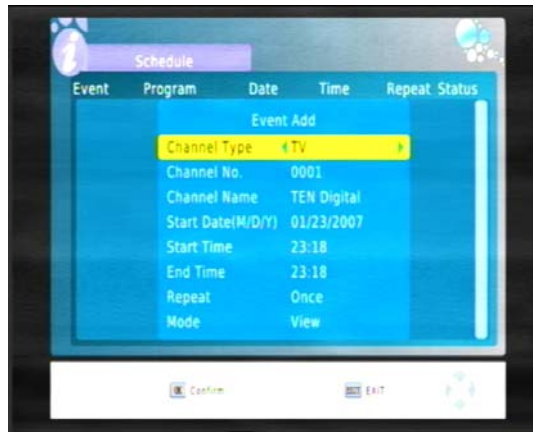 i
Schedule
Event Program Date Time Repeat Status
Event Add
Channel Type TV
Channel No. 0001
Channel Name TEN Digital
Start Date(M/D/Y) 01/23/2007
Start Time 23:18
End Time 23:18
Repeat Once
Mode View
OK Confirm EXIT EXIT